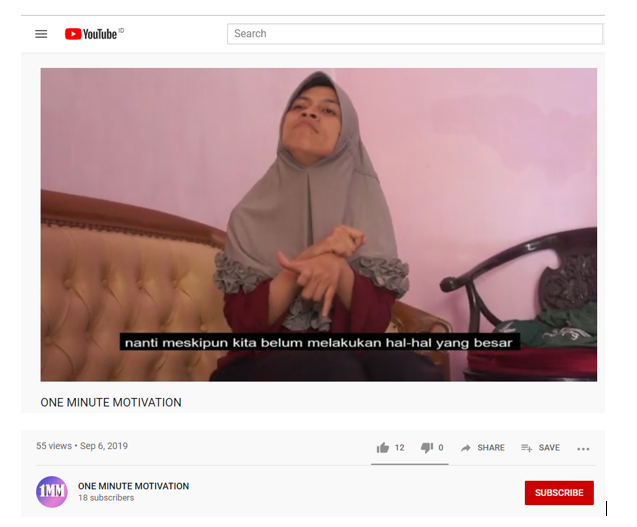 YouTube ID
Search
nanti meskipun kita belum melakukan hal-hal yang besar
ONE MINUTE MOTIVATION
55 views • Sep 6, 2019
12
0
SHARE
SAVE
1MM
ONE MINUTE MOTIVATION
18 subscribers
SUBSCRIBE